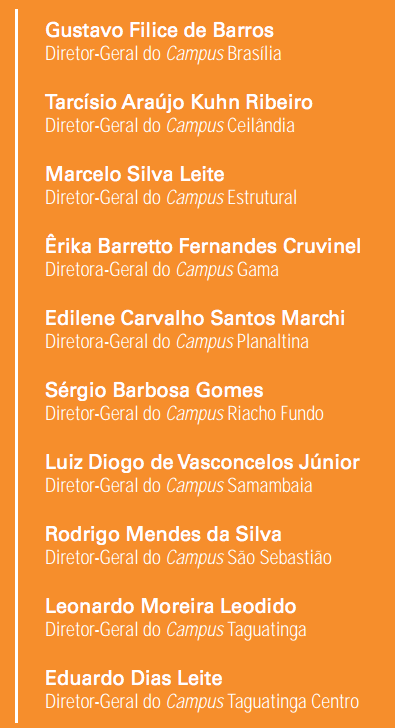 Gustavo Filice de Barros
Diretor-Geral do Campus Brasília
Tarcísio Araújo Kuhn Ribeiro
Diretor-Geral do Campus Ceilândia
Marcelo Silva Leite
Diretor-Geral do Campus Estrutural
Êrika Barretto Fernandes Cruvinel
Diretora-Geral do Campus Gama
Edilene Carvalho Santos Marchi
Diretora-Geral do Campus Planaltina
Sérgio Barbosa Gomes
Diretor-Geral do Campus Riacho Fundo
Luiz Diogo de Vasconcelos Júnior
Diretor-Geral do Campus Samambaia
Rodrigo Mendes da Silva
Diretor-Geral do Campus São Sebastião
Leonardo Moreira Leodido
Diretor-Geral do Campus Taguatinga
Eduardo Dias Leite
Diretor-Geral do Campus Taguatinga Centro